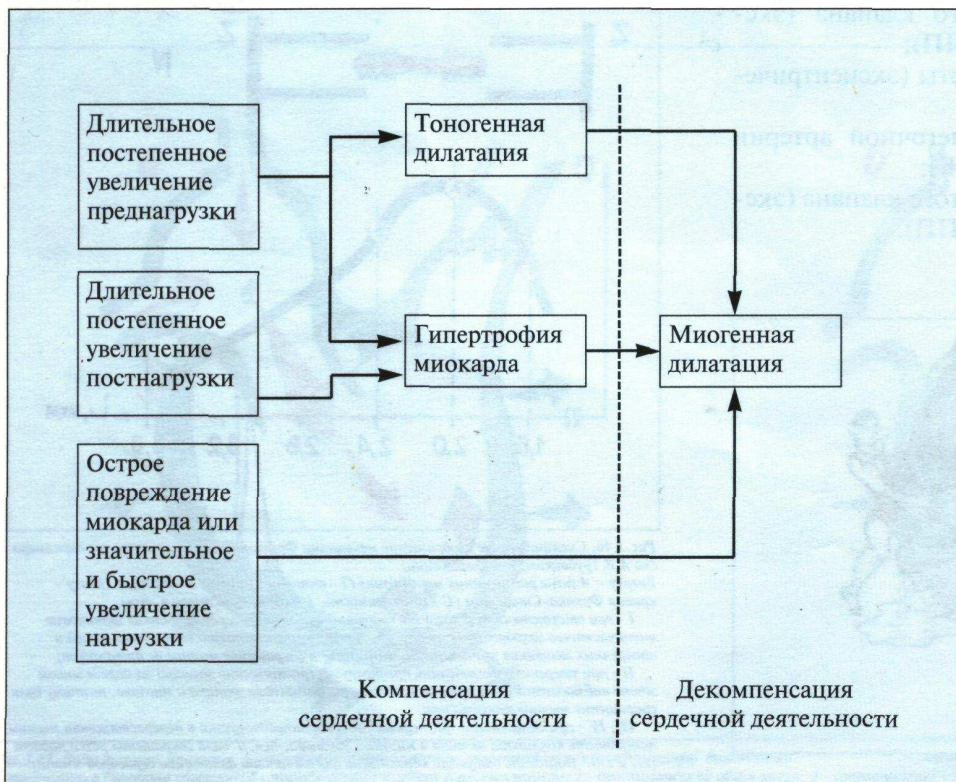 Длительное
постепенное
увеличение
преднагрузки
Тоногенная
дилатация
Длительное
постепенное
увеличение
постнагрузки
Гипертрофия
миокарда
Миогенная
дилатация
Острое
повреждение
миокарда или
значительное
и быстрое
увеличение
нагрузки
Компенсация
сердечной деятельности
Декомпенсация
сердечной деятельности